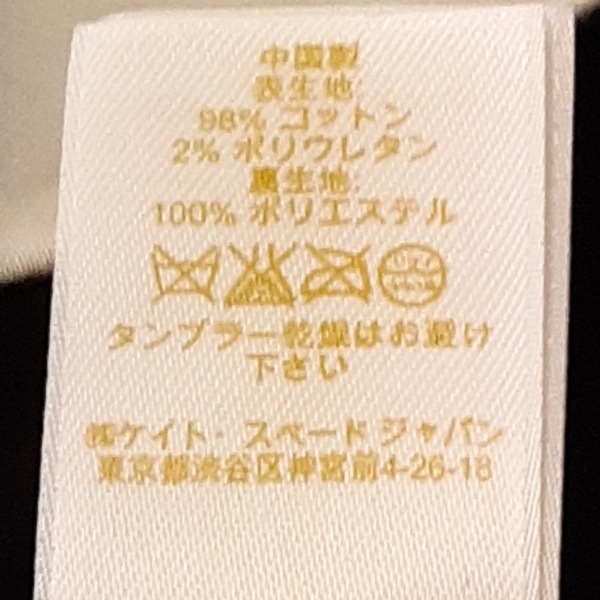 中国製
表生地:
98% コットン
2% ポリウレタン
裏生地:
100% ポリエステル
タンブラー乾燥はお避け
下さい
㈱ケイト・スペード ジャパン
東京都渋谷区神宮前4-26-18